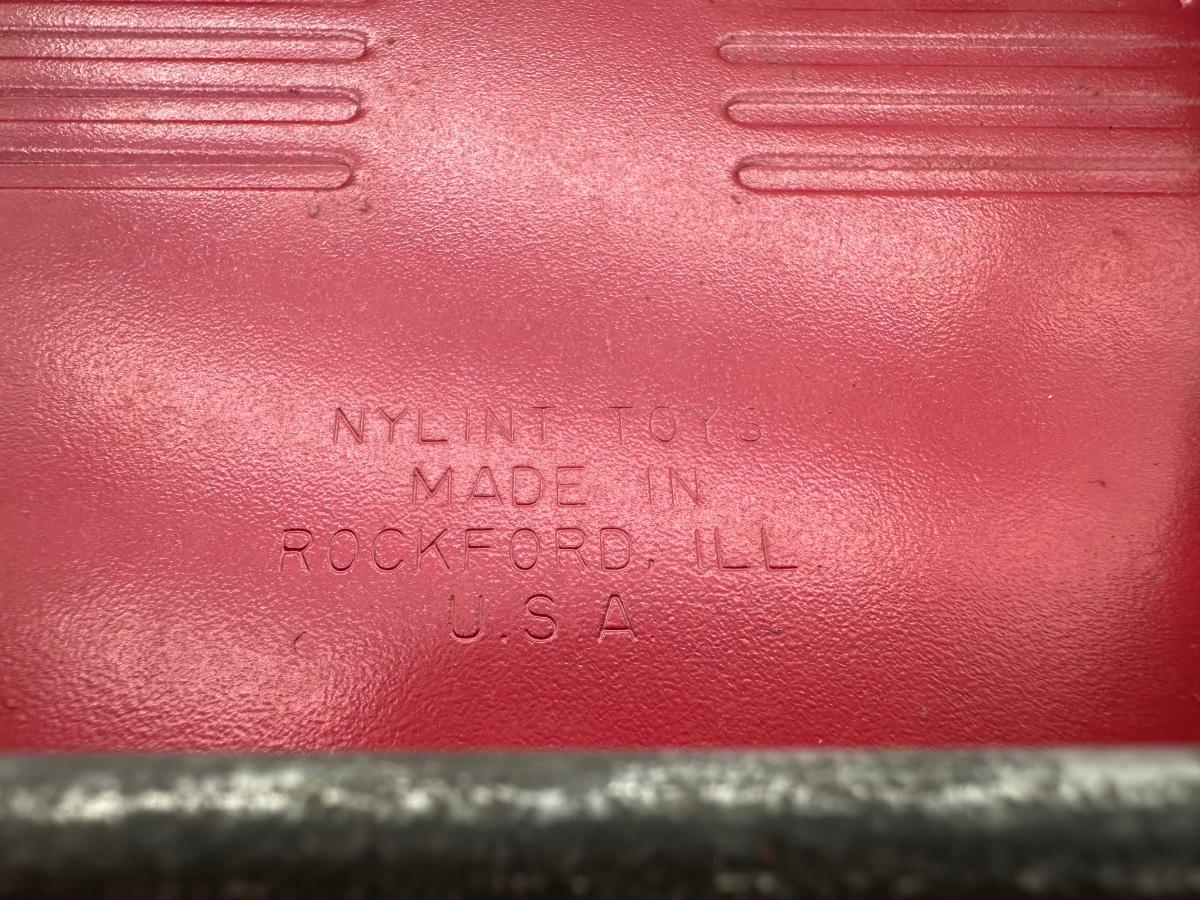 NYLINT TOYS
MADE IN
ROCKFORD, ILL.
U.S.A.